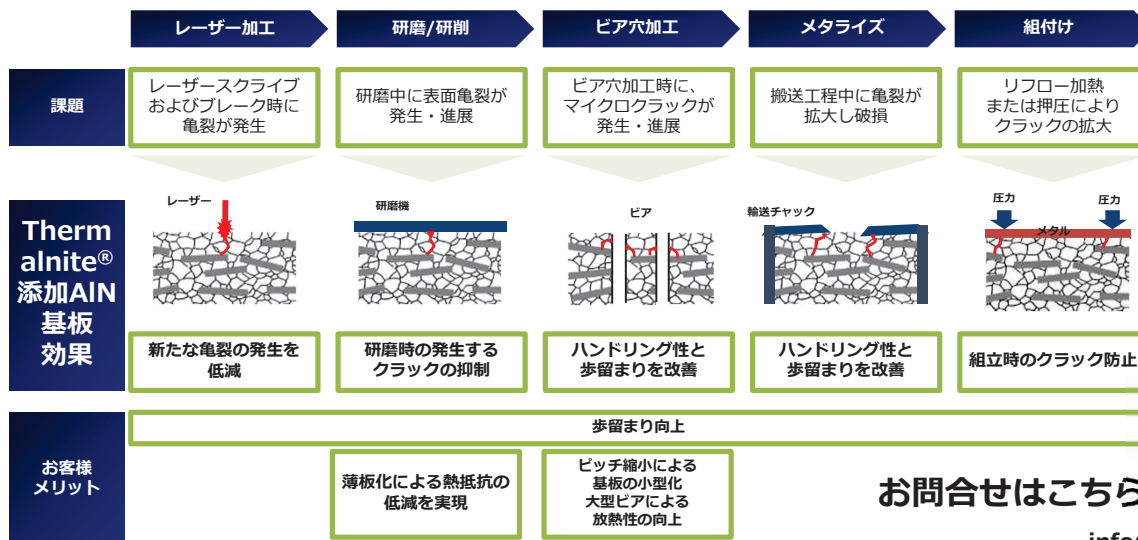 レーザー加工
研磨/研削
ビア穴加工
メタライズ
組付け
課題
レーザースクライブ
およびブレーク時に
亀裂が発生
研磨中に表面亀裂が
発生・進展
ビア穴加工時に、
マイクロクラックが
発生・進展
搬送工程中に亀裂が
拡大し破損
リフロー加熱
または押圧により
クラックの拡大
Therm
alnite®
添加AlN
基板
効果
レーザー
研磨機
ビア
輸送チャック
圧力
圧力
メタル
新たな亀裂の発生を
低減
研磨時の発生する
クラックの抑制
ハンドリング性と
歩留まりを改善
ハンドリング性と
歩留まりを改善
組立時のクラック防止
お客様
メリット
歩留まり向上
薄板化による熱抵抗の
低減を実現
ピッチ縮小による
基板の小型化
大型ビアによる
放熱性の向上
お問合せはこちら